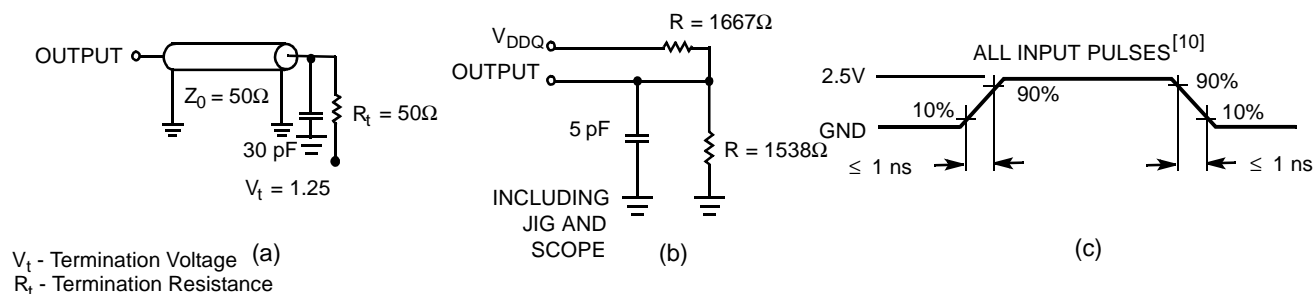 OUTPUT
Z0 = 50Ω
30 pF
Rt = 50Ω
Vt = 1.25
(a)
Vt - Termination Voltage
Rt - Termination Resistance
R = 1667Ω
VDDQ
OUTPUT
5 pF
R = 1538Ω
INCLUDING
JIG AND
SCOPE
(b)
ALL INPUT PULSES[10]
2.5V
GND
10%
90%
90%
10%
≤ 1 ns
≤ 1 ns
(c)